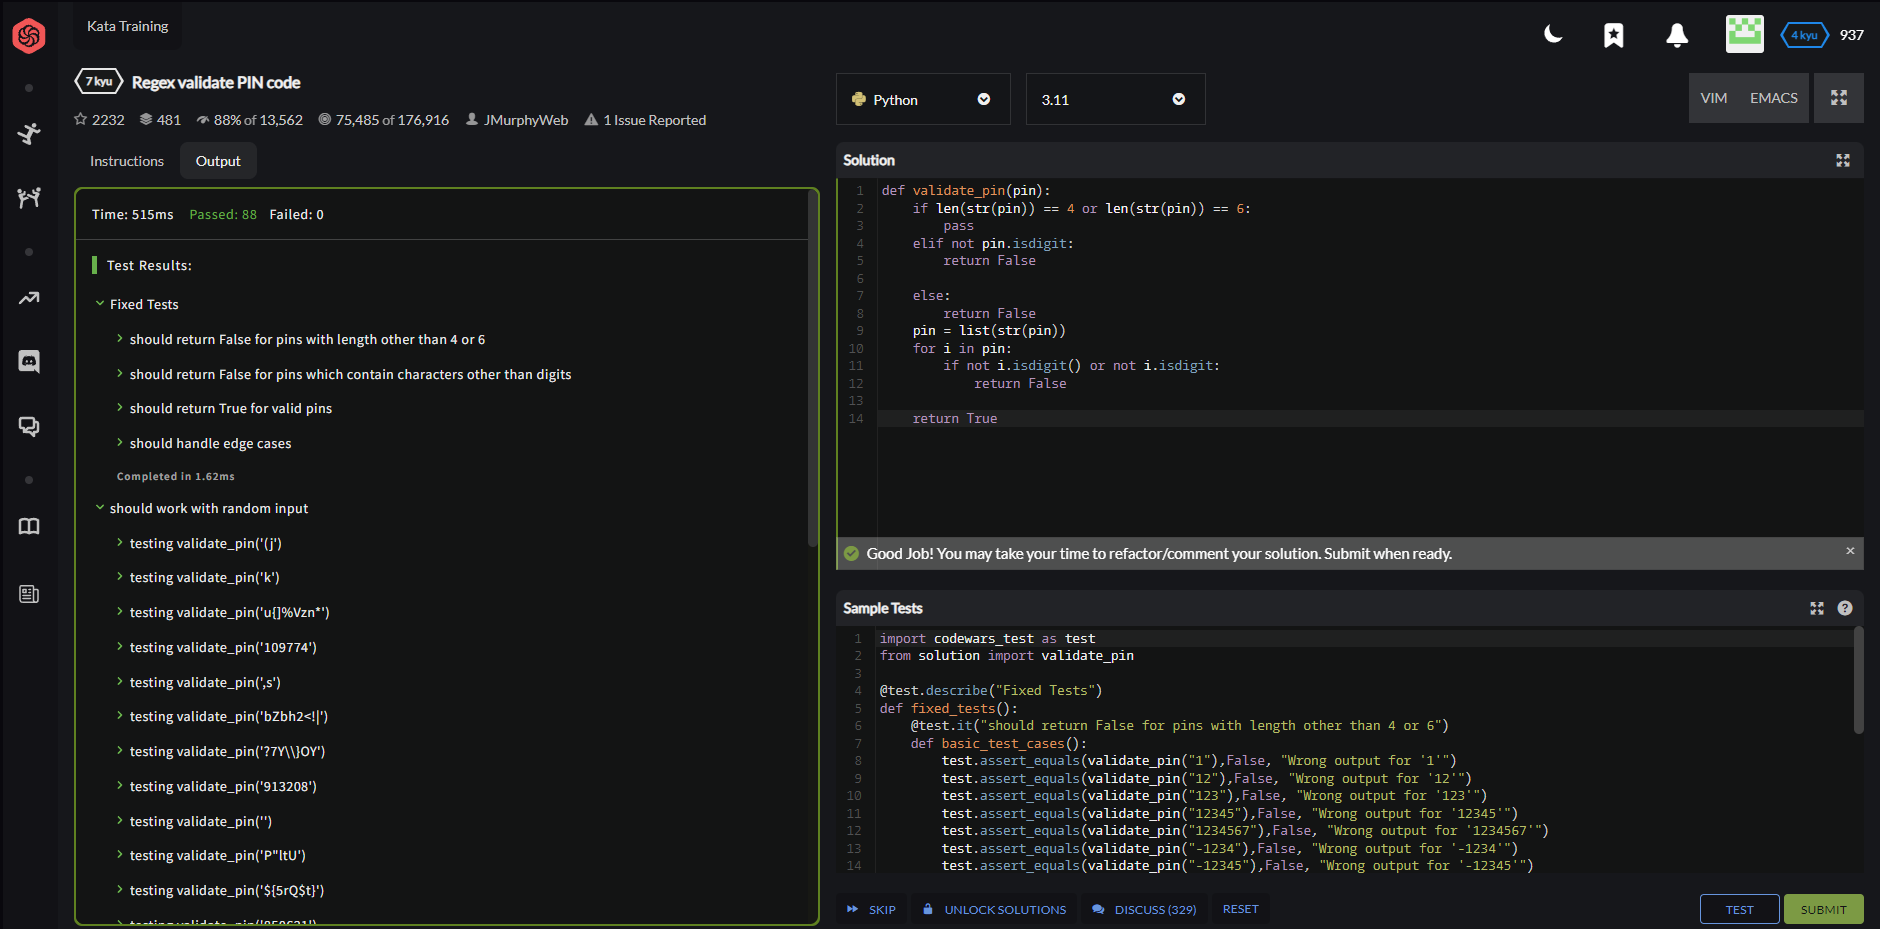 Kata Training
4 kyu
937
7 kyu
Regex validate PIN code
2232 481 88% of 13,562 75,485 of 176,916 JMurphyWeb 1 Issue Reported
Instructions
Output
Time: 515ms Passed: 88 Failed: 0
Test Results:
Fixed Tests
should return False for pins with length other than 4 or 6
should return False for pins which contain characters other than digits
should return True for valid pins
should handle edge cases
Completed in 1.62ms
should work with random input
testing validate_pin('(j')
testing validate_pin('k')
testing validate_pin('u{]%Vzn*')
testing validate_pin('109774')
testing validate_pin(',s')
testing validate_pin('bZbh2<!|')
testing validate_pin('?7Y\\}OY')
testing validate_pin('913208')
testing validate_pin('')
testing validate_pin('P"ltU')
testing validate_pin('${5rQ$t}')
Python
3.11
VIM
EMACS
Solution
1 def validate_pin(pin):
2 if len(str(pin)) == 4 or len(str(pin)) == 6:
3 pass
4 elif not pin.isdigit:
5 return False
6
7 else:
8 return False
9 pin = list(str(pin))
10 for i in pin:
11 if not i.isdigit() or not i.isdigit:
12 return False
13
14 return True
Good Job! You may take your time to refactor/comment your solution. Submit when ready.
Sample Tests
1 import codewars_test as test
2 from solution import validate_pin
3
4 @test.describe("Fixed Tests")
5 def fixed_tests():
6 @test.it("should return False for pins with length other than 4 or 6")
7 def basic_test_cases():
8 test.assert_equals(validate_pin("1"),False, "Wrong output for '1'")
9 test.assert_equals(validate_pin("12"),False, "Wrong output for '12'")
10 test.assert_equals(validate_pin("123"),False, "Wrong output for '123'")
11 test.assert_equals(validate_pin("12345"),False, "Wrong output for '12345'")
12 test.assert_equals(validate_pin("1234567"),False, "Wrong output for '1234567'")
13 test.assert_equals(validate_pin("-1234"),False, "Wrong output for '-1234'")
14 test.assert_equals(validate_pin("-12345"),False, "Wrong output for '-12345'")
SKIP
UNLOCK SOLUTIONS
DISCUSS (329)
RESET
TEST
SUBMIT